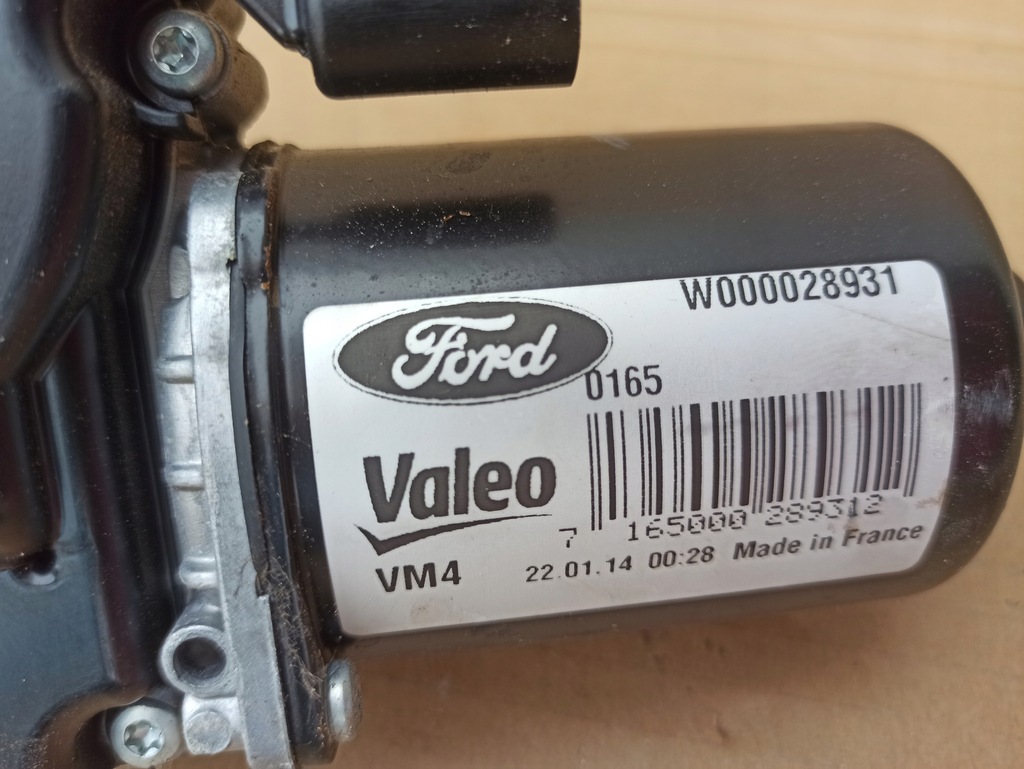 W000028931
Ford
0165
Valeo
7 165000 289312
VM4
22.01.14 00:28 Made in France